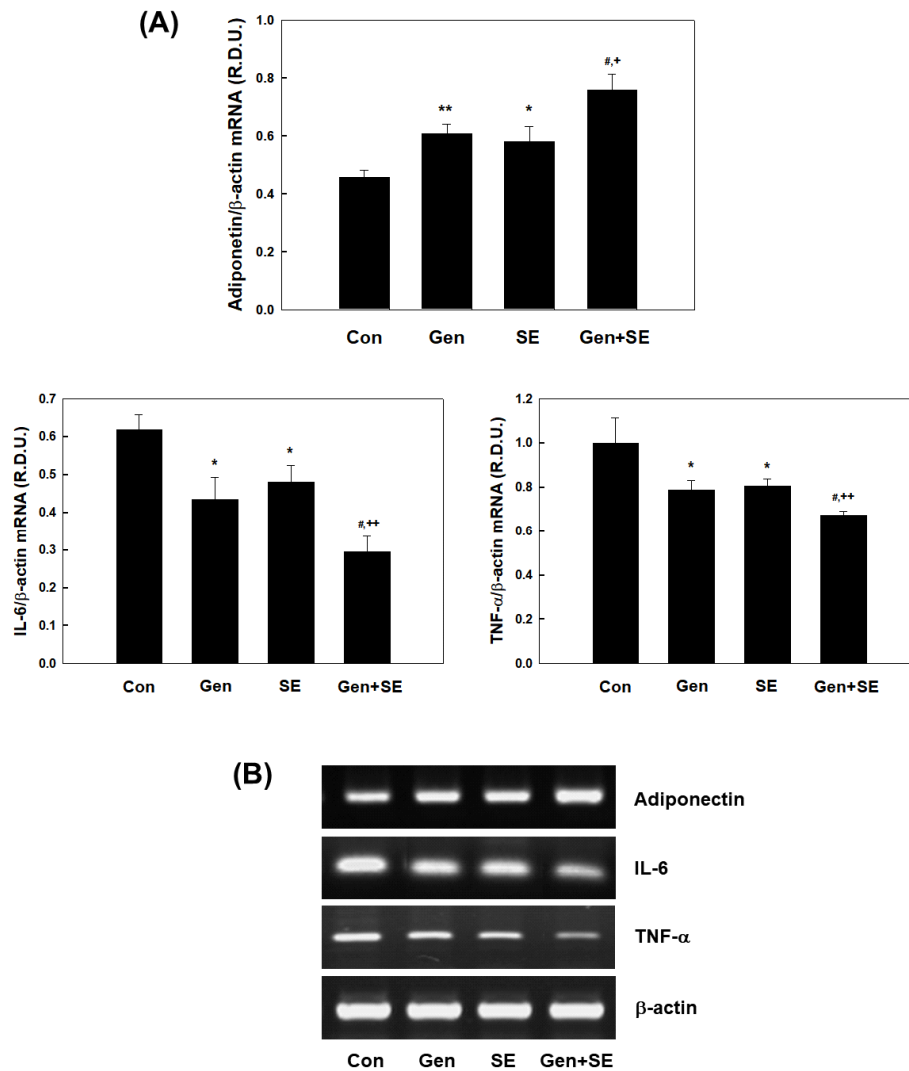 (A)
Adiponetin/β-actin mRNA (R.D.U.)
1.0
0.8
0.6
0.4
0.2
0.0
**
*
#,+
Con Gen SE Gen+SE
IL-6/β-actin mRNA (R.D.U.)
0.7
0.6
0.5
0.4
0.3
0.2
0.1
0.0
*
*
#,++
Con Gen SE Gen+SE
TNF-α/β-actin mRNA (R.D.U.)
1.2
1.0
0.8
0.6
0.4
0.2
0.0
*
*
#,++
Con Gen SE Gen+SE
(B)
Adiponectin
IL-6
TNF-α
β-actin
Con Gen SE Gen+SE